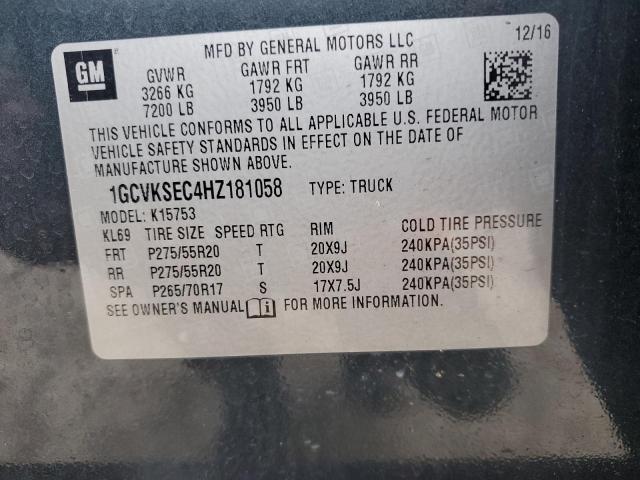 GM
MFD BY GENERAL MOTORS LLC 12/16
GVWR GAWR FRT GAWR RR
3266 KG 1792 KG 1792 KG
7200 LB 3950 LB 3950 LB
THIS VEHICLE CONFORMS TO ALL APPLICABLE U.S. FEDERAL MOTOR
VEHICLE SAFETY STANDARDS IN EFFECT ON THE DATE OF
MANUFACTURE SHOWN ABOVE.
1GCVKSEC4HZ181058 TYPE: TRUCK
MODEL: K15753
KL69 TIRE SIZE SPEED RTG RIM COLD TIRE PRESSURE
FRT P275/55R20 T 20X9J 240KPA(35PSI)
RR P275/55R20 T 20X9J 240KPA(35PSI)
SPA P265/70R17 S 17X7.5J 240KPA(35PSI)
SEE OWNER'S MANUAL i FOR MORE INFORMATION.